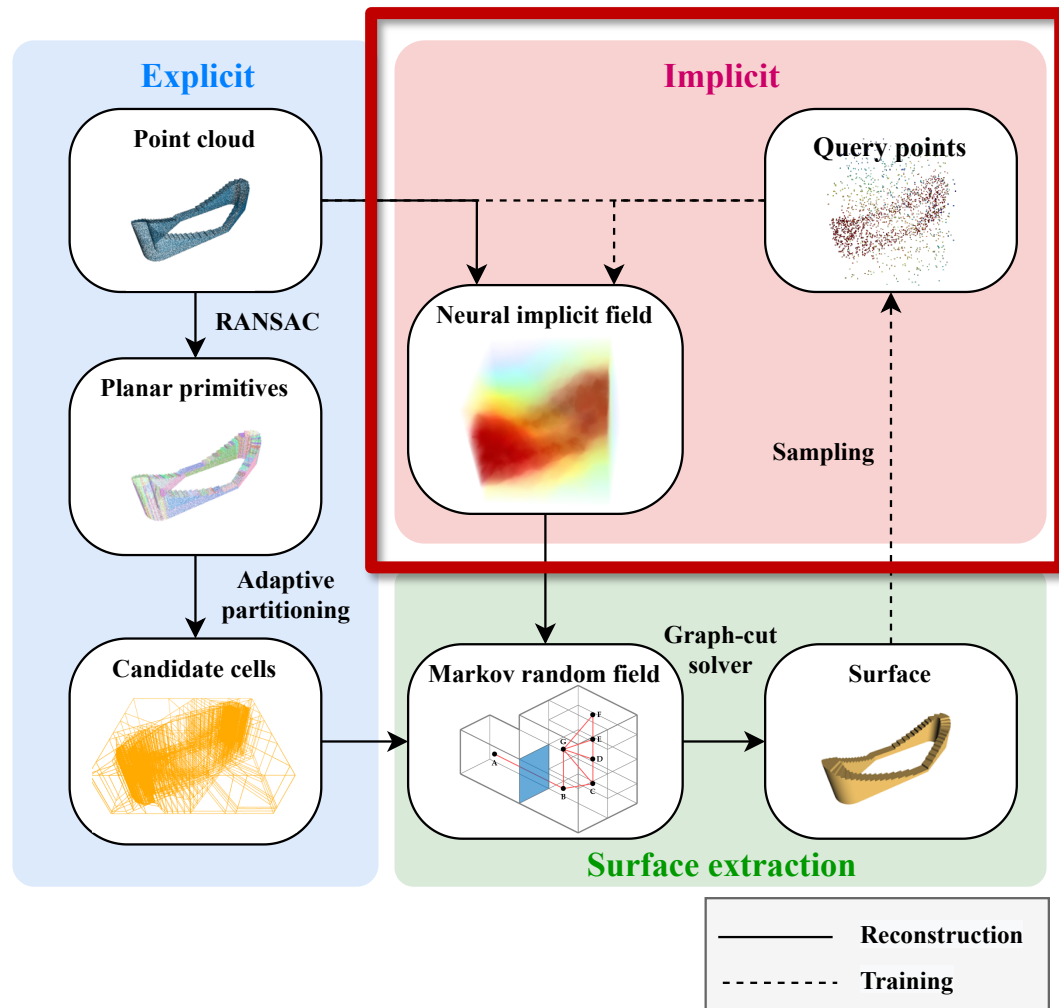 Explicit
Implicit
Point cloud
Query points
RANSAC
Neural implicit field
Planar primitives
Sampling
Adaptive
partitioning
Candidate cells
Markov random field
Graph-cut
solver
Surface
F
E
G
D
A
B
C
Surface extraction
Reconstruction
Training